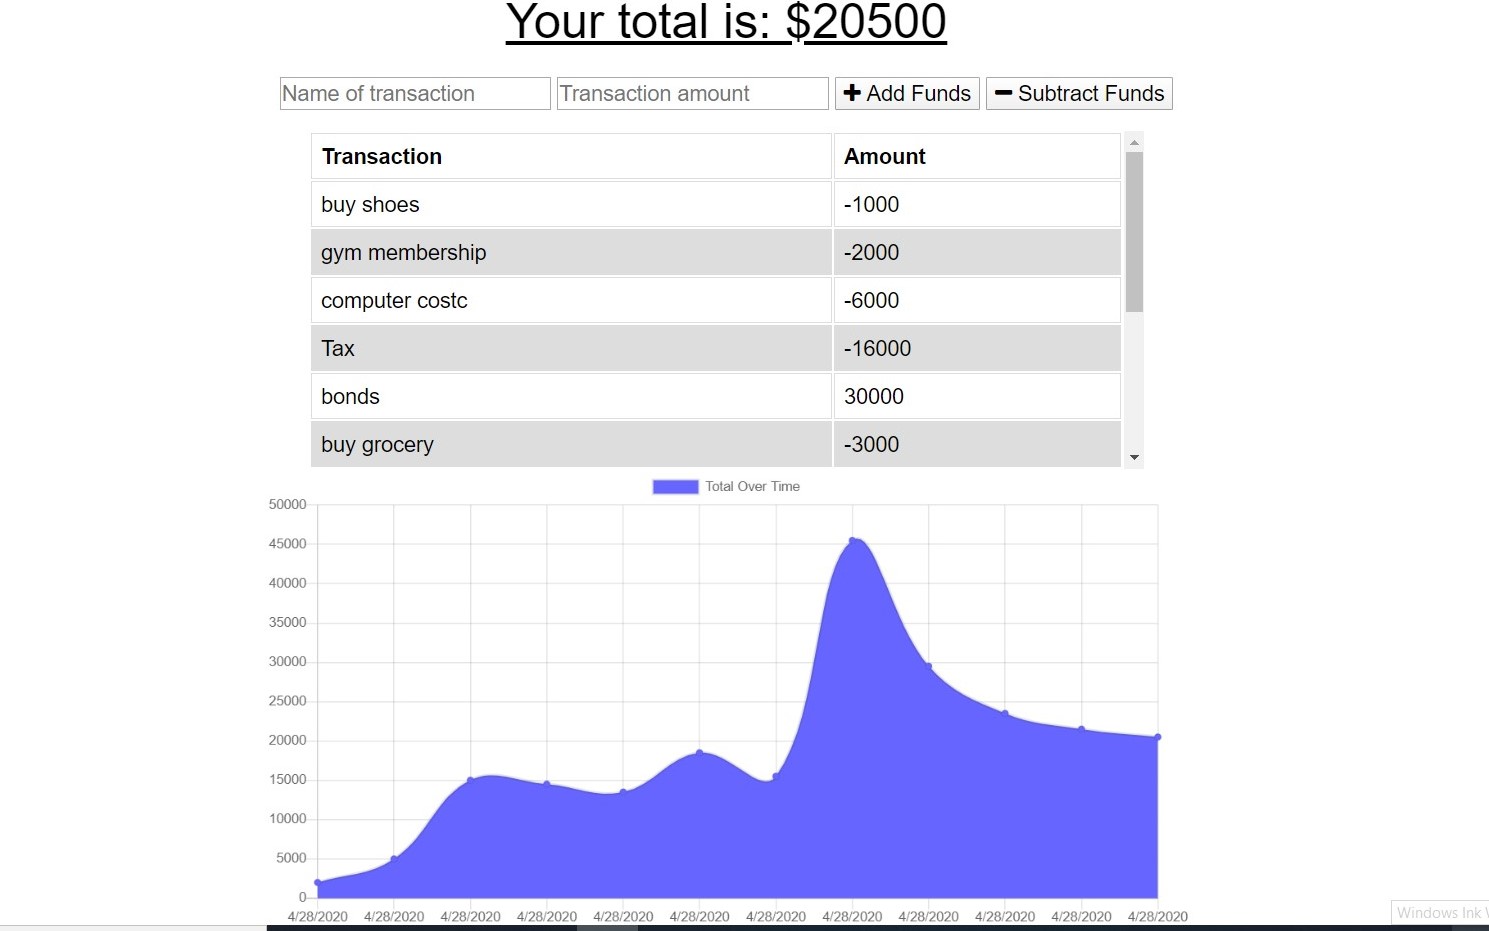 Your total is: $20500
Name of transaction Transaction amount Add Funds Subtract Funds
Transaction Amount
buy shoes -1000
gym membership -2000
computer costc -6000
Tax -16000
bonds 30000
buy grocery -3000
Total Over Time
50000
45000
40000
35000
30000
25000
20000
15000
10000
5000
0
4/28/2020 4/28/2020 4/28/2020 4/28/2020 4/28/2020 4/28/2020 4/28/2020 4/28/2020 4/28/2020 4/28/2020 4/28/2020 4/28/2020
Windows Ink